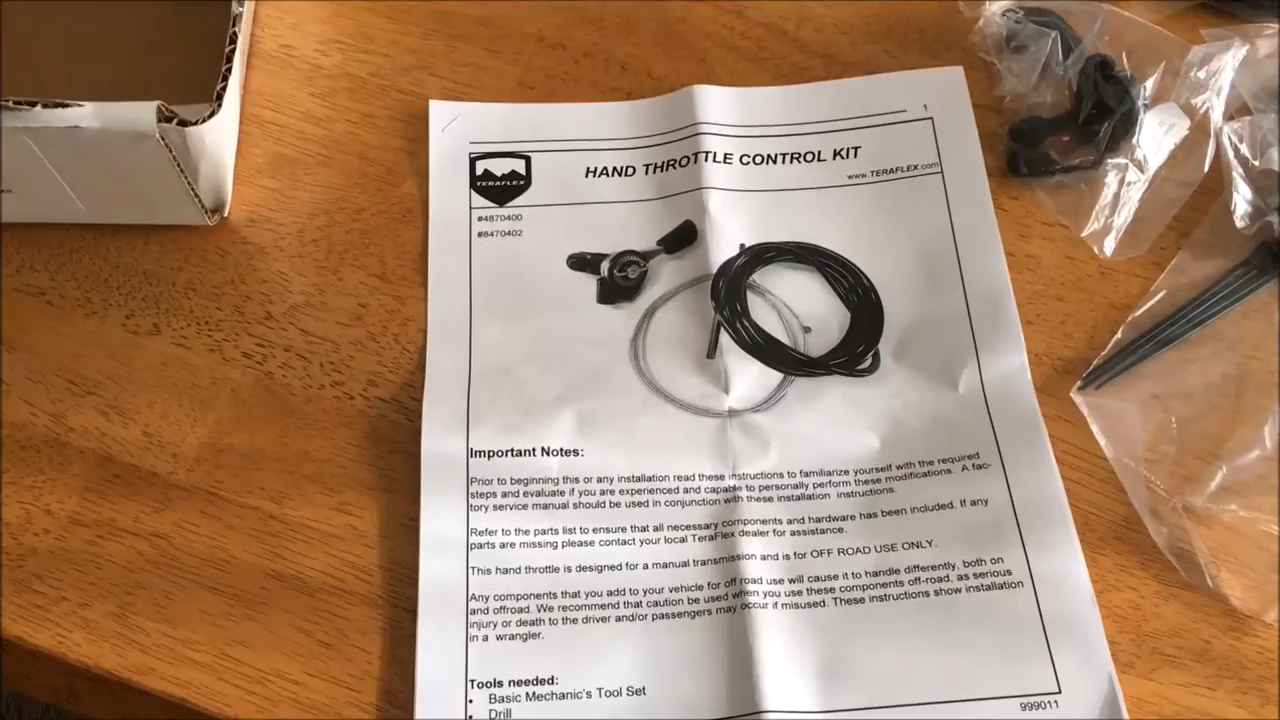 1
HAND THROTTLE CONTROL KIT
TERAFLEX
www.TERAFLEX.com
#4870400
#8470402
Important Notes:
Prior to beginning this or any installation read these instructions to familiarize yourself with the required
steps and evaluate if you are experienced and capable to personally perform these modifications. A fac-
tory service manual should be used in conjunction with these installation instructions.
Refer to the parts list to ensure that all necessary components and hardware has been included. If any
parts are missing please contact your local TeraFlex dealer for assistance.
This hand throttle is designed for a manual transmission and is for OFF ROAD USE ONLY.
Any components that you add to your vehicle for off road use will cause it to handle differently, both on
and offroad. We recommend that caution be used when you use these components off-road, as serious
injury or death to the driver and/or passengers may occur if misused. These instructions show installation
in a wrangler.
Tools needed:
• Basic Mechanic's Tool Set
• Drill
999011